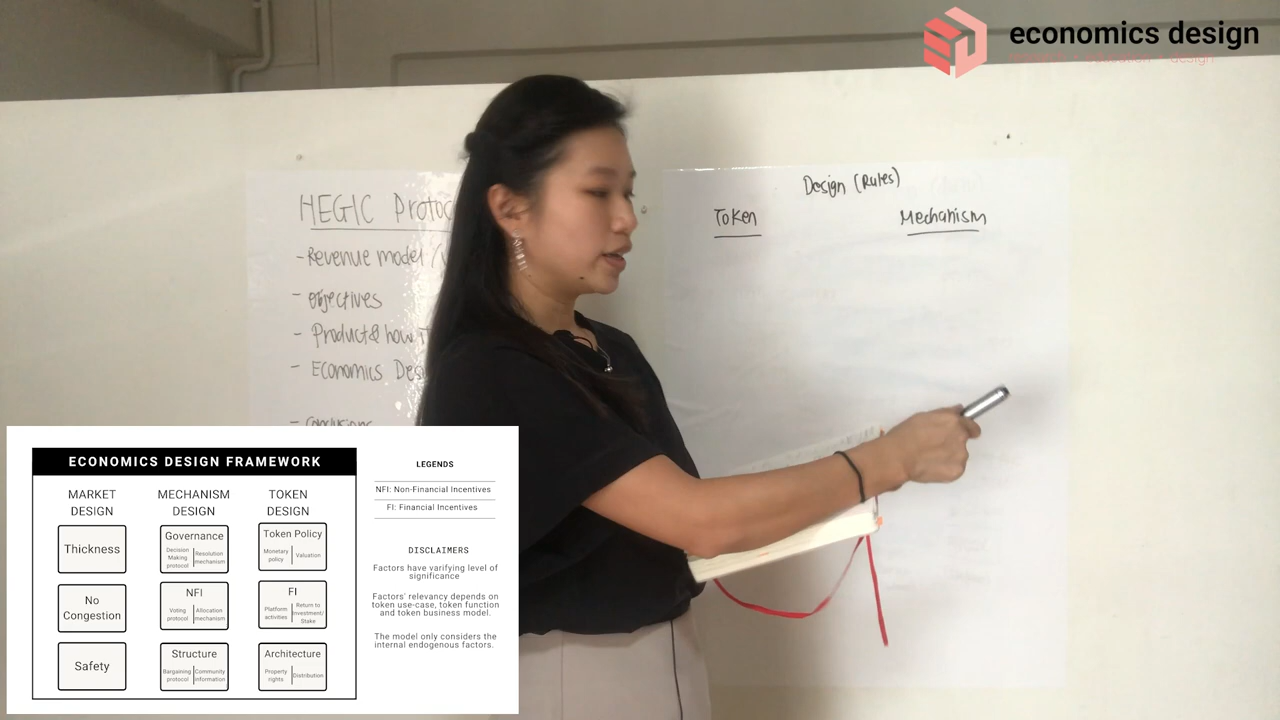 economics design
design
HEGIC Protoc
- Revenue model
- objectives
- Product & how
- Economics Des
Design (Rules)
Token
Mechanism
ECONOMICS DESIGN FRAMEWORK
MARKET DESIGN
Thickness
No Congestion
Safety
MECHANISM DESIGN
Governance
Decision Making protocol
Resolution mechanism
NFI
Voting protocol
Allocation mechanism
Structure
Bargaining protocol
Community information
TOKEN DESIGN
Token Policy
Monetary policy
Valuation
FI
Platform activities
Return to Investment/ Stake
Architecture
Property rights
Distribution
LEGENDS
NFI: Non-Financial Incentives
FI: Financial Incentives
DISCLAIMERS
Factors have varifying level of
significance
Factors' relevancy depends on
token use-case, token function
and token business model.
The model only considers the
internal endogenous factors.